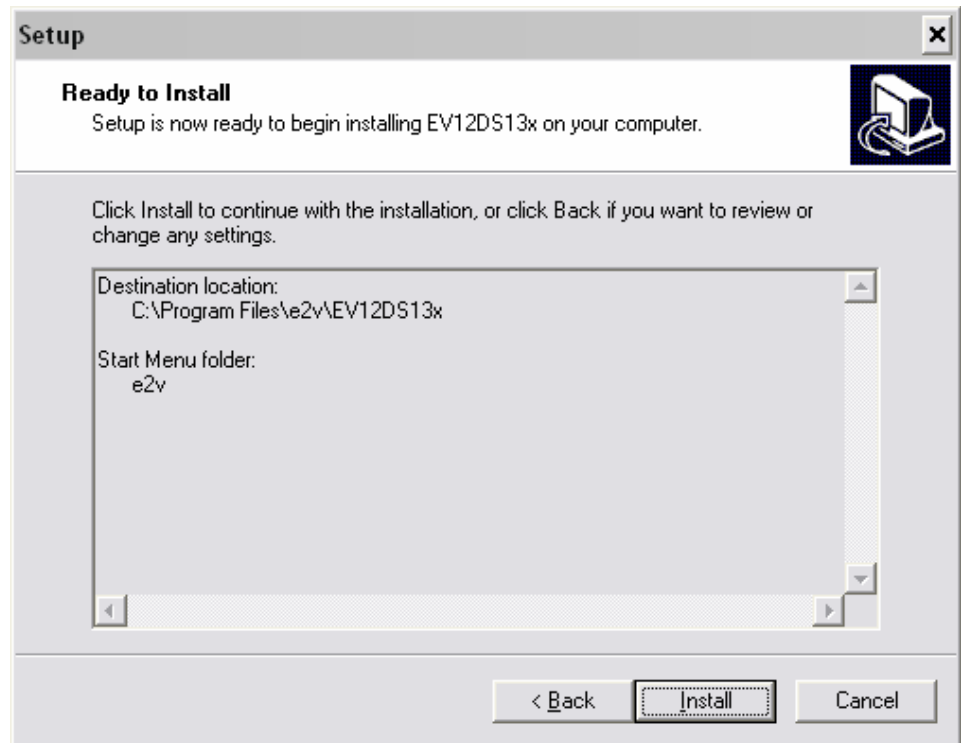 Setup
Ready to Install
Setup is now ready to begin installing EV12DS13x on your computer.
Click Install to continue with the installation, or click Back if you want to review or
change any settings.
Destination location:
C:\Program Files\e2v\EV12DS13x
Start Menu folder:
e2v
< Back
Install
Cancel